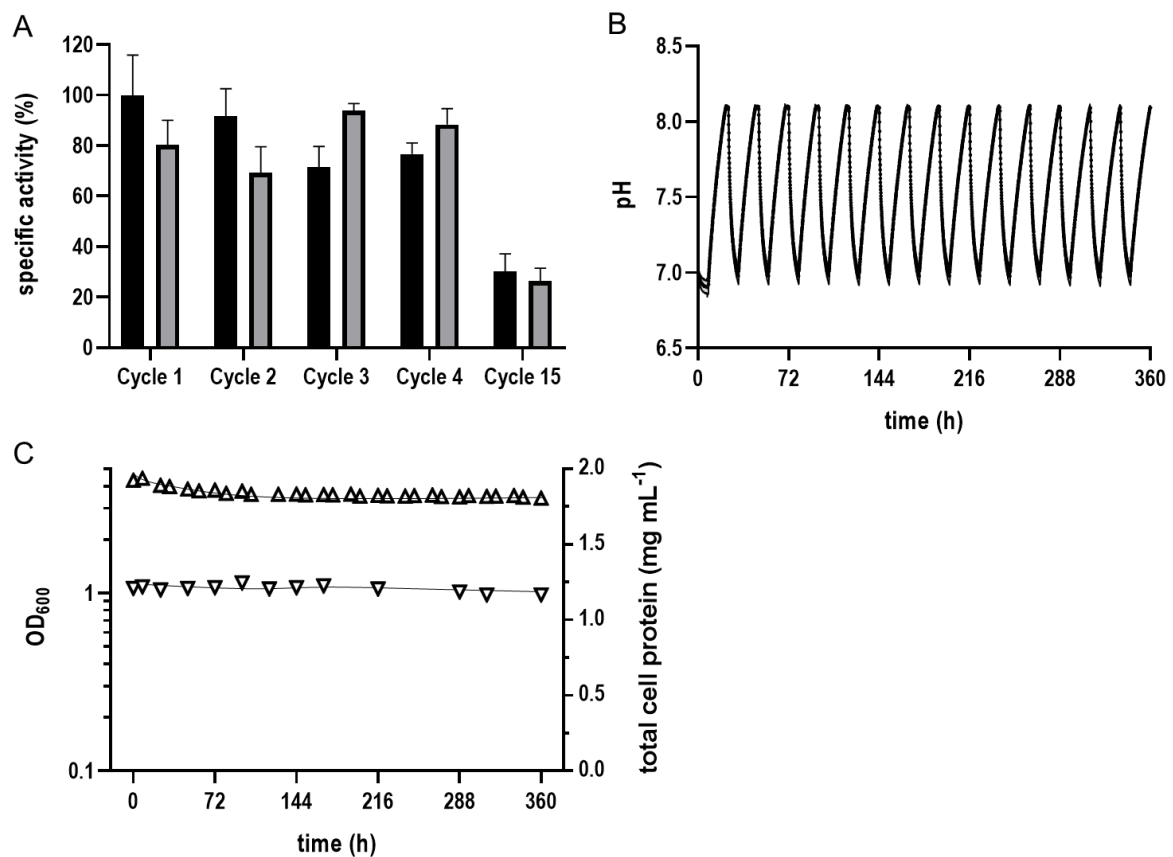 A
specific activity (%)
120
100
80
60
40
20
0
Cycle 1 Cycle 2 Cycle 3 Cycle 4 Cycle 15
B
pH
8.5
8.0
7.5
7.0
6.5
0 72 144 216 288 360
time (h)
C
OD600
1
0.1
total cell protein (mg mL-1)
2.0
1.5
1.0
0.5
0.0
0 72 144 216 288 360
time (h)